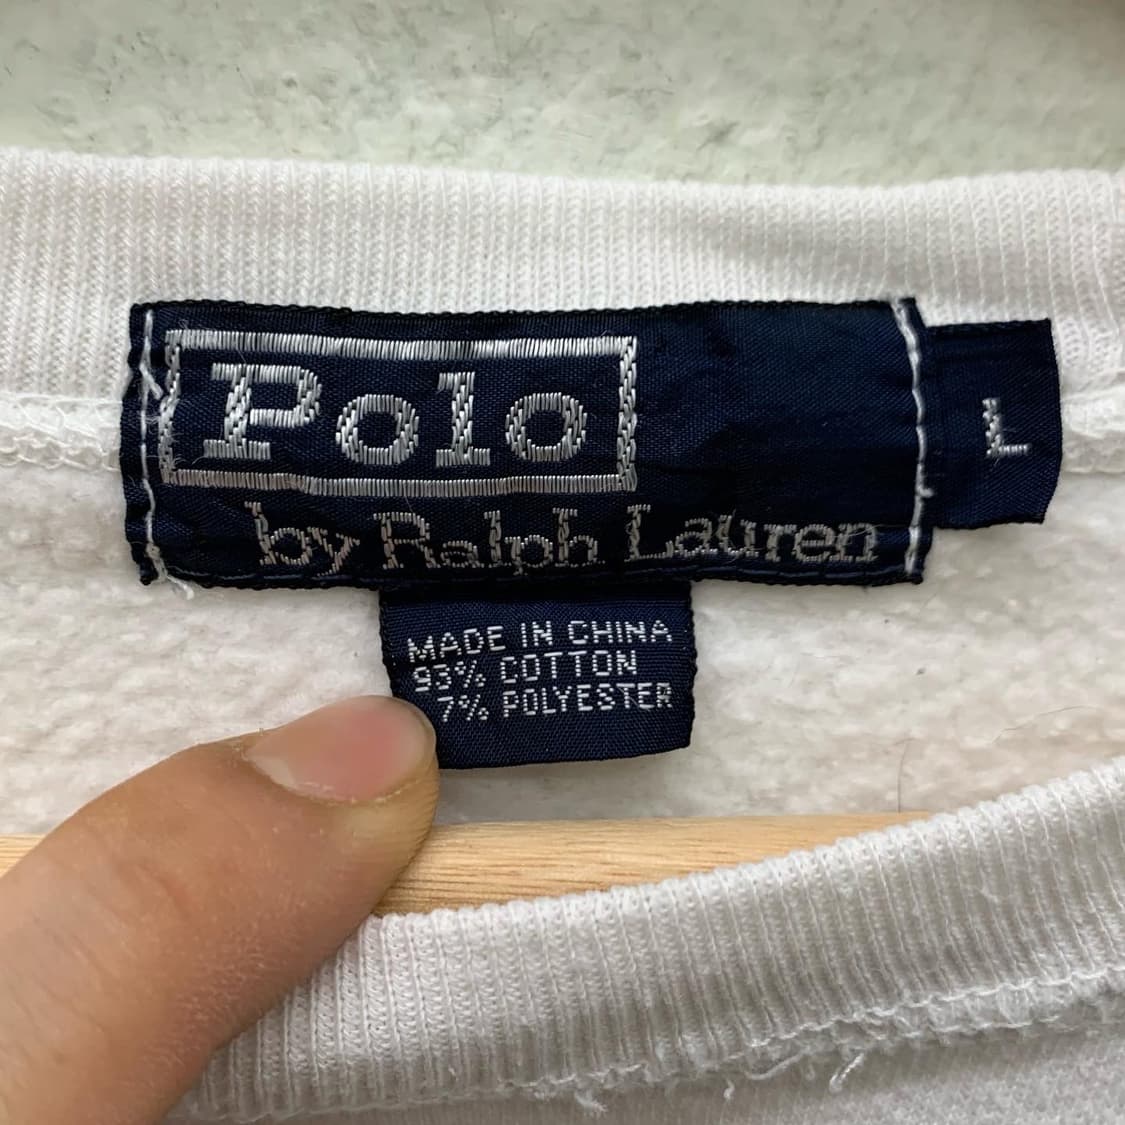 Polo
by Ralph Lauren
L
MADE IN CHINA
93% COTTON
7% POLYESTER